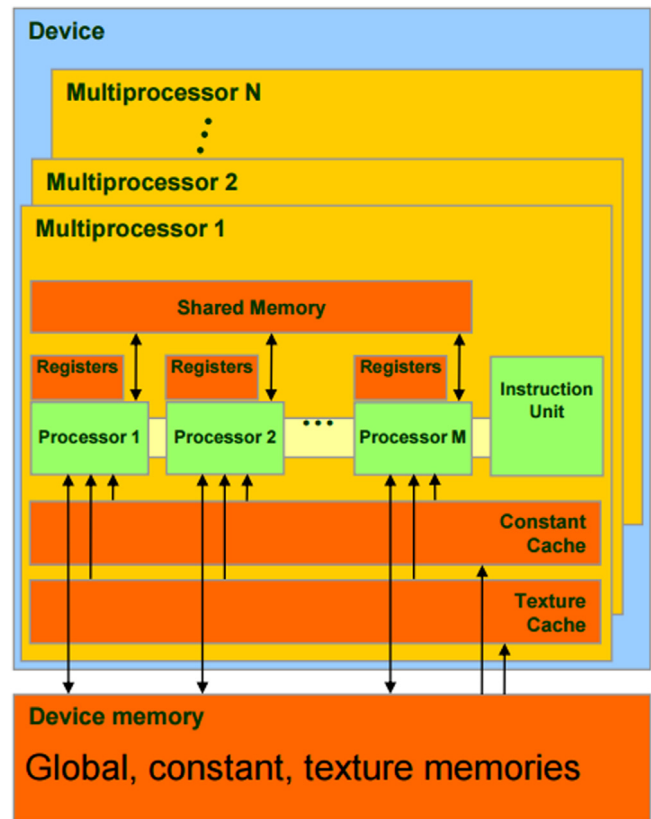 Device
Multiprocessor N
Multiprocessor 2
Multiprocessor 1
Shared Memory
Registers
Registers
Registers
Instruction
Unit
Processor 1
Processor 2
...
Processor M
Constant
Cache
Texture
Cache
Device memory
Global, constant, texture memories